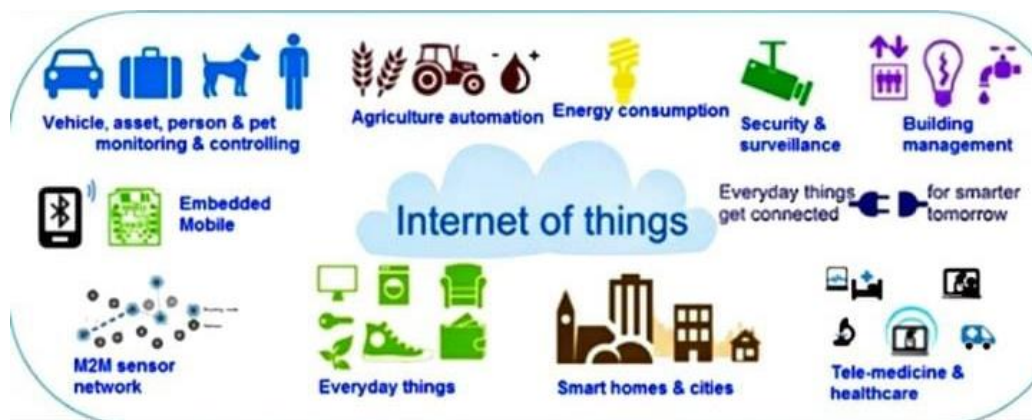 Vehicle, asset, person & pet
monitoring & controlling
Agriculture automation
Energy consumption
Security &
surveillance
Building
management
Embedded
Mobile
Internet of things
Everyday things
get connected
for smarter
tomorrow
M2M sensor
network
Everyday things
Smart homes & cities
Tele-medicine &
healthcare